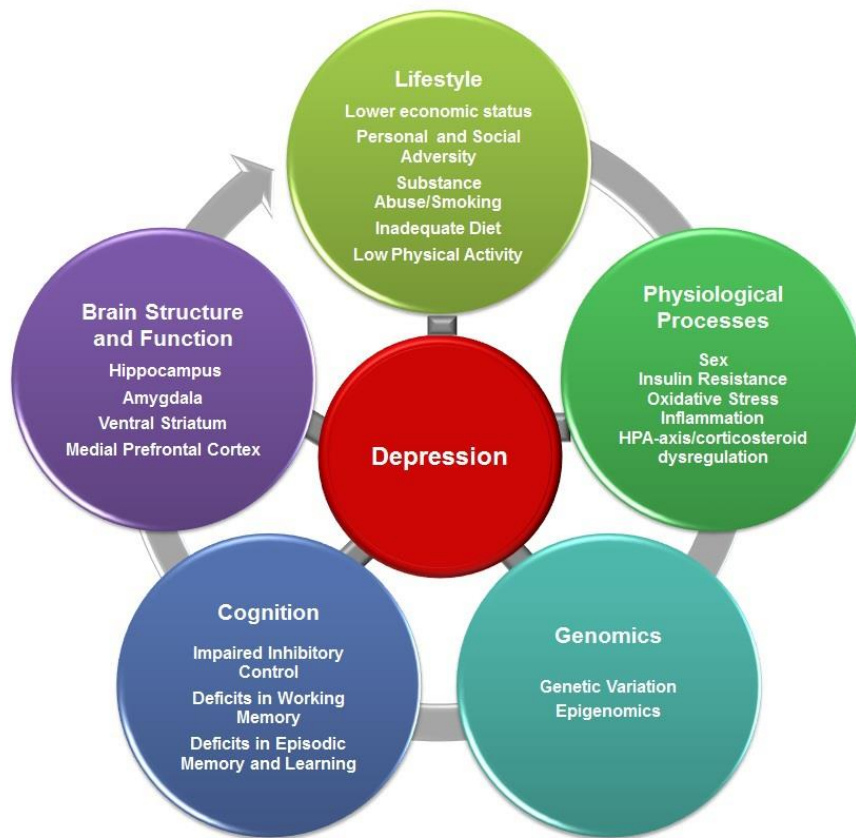 Lifestyle
Lower economic status
Personal and Social
Adversity
Substance
Abuse/Smoking
Inadequate Diet
Low Physical Activity
Physiological
Processes
Sex
Insulin Resistance
Oxidative Stress
Inflammation
HPA-axis/corticosteroid
dysregulation
Genomics
Genetic Variation
Epigenomics
Cognition
Impaired Inhibitory
Control
Deficits in Working
Memory
Deficits in Episodic
Memory and Learning
Brain Structure
and Function
Hippocampus
Amygdala
Ventral Striatum
Medial Prefrontal Cortex
Depression